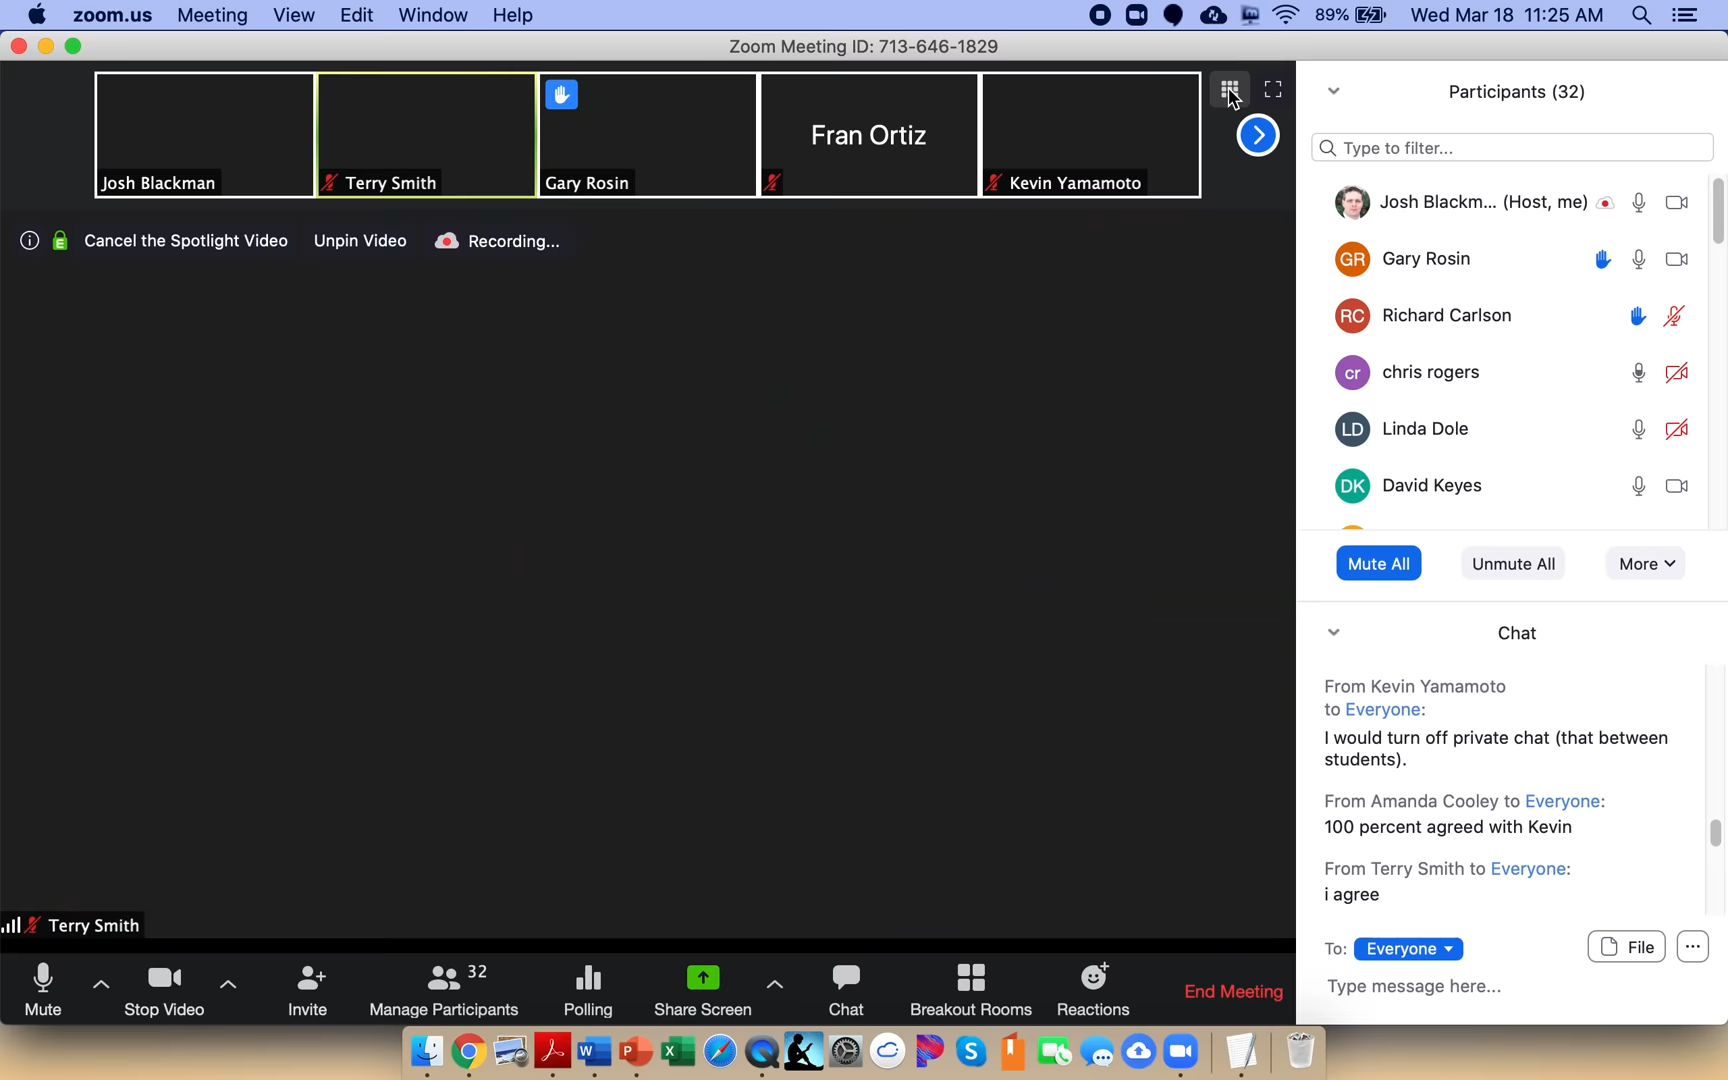 zoom.us Meeting View Edit Window Help 89% Wed Mar 18 11:25 AM
Zoom Meeting ID: 713-646-1829
Josh Blackman
Terry Smith
Gary Rosin
Fran Ortiz
Kevin Yamamoto
Cancel the Spotlight Video Unpin Video Recording...
Terry Smith
Mute
Stop Video
Invite
32
Manage Participants
Polling
Share Screen
Chat
Breakout Rooms
Reactions
End Meeting
Participants (32)
Type to filter...
Josh Blackm... (Host, me)
GR Gary Rosin
RC Richard Carlson
cr chris rogers
LD Linda Dole
DK David Keyes
Mute All Unmute All More
Chat
From Kevin Yamamoto
to Everyone:
I would turn off private chat (that between
students).
From Amanda Cooley to Everyone:
100 percent agreed with Kevin
From Terry Smith to Everyone:
i agree
To: Everyone File ...
Type message here...